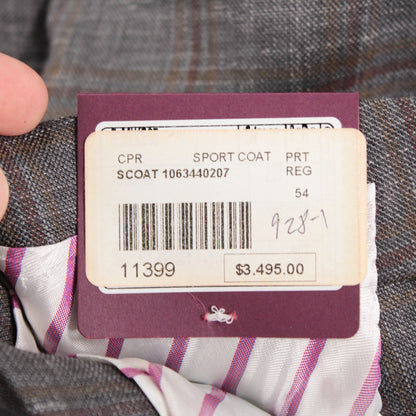 CPR SPORT COAT PRT
SCOAT 1063440207 REG
54
928-1
11399 $3,495.00